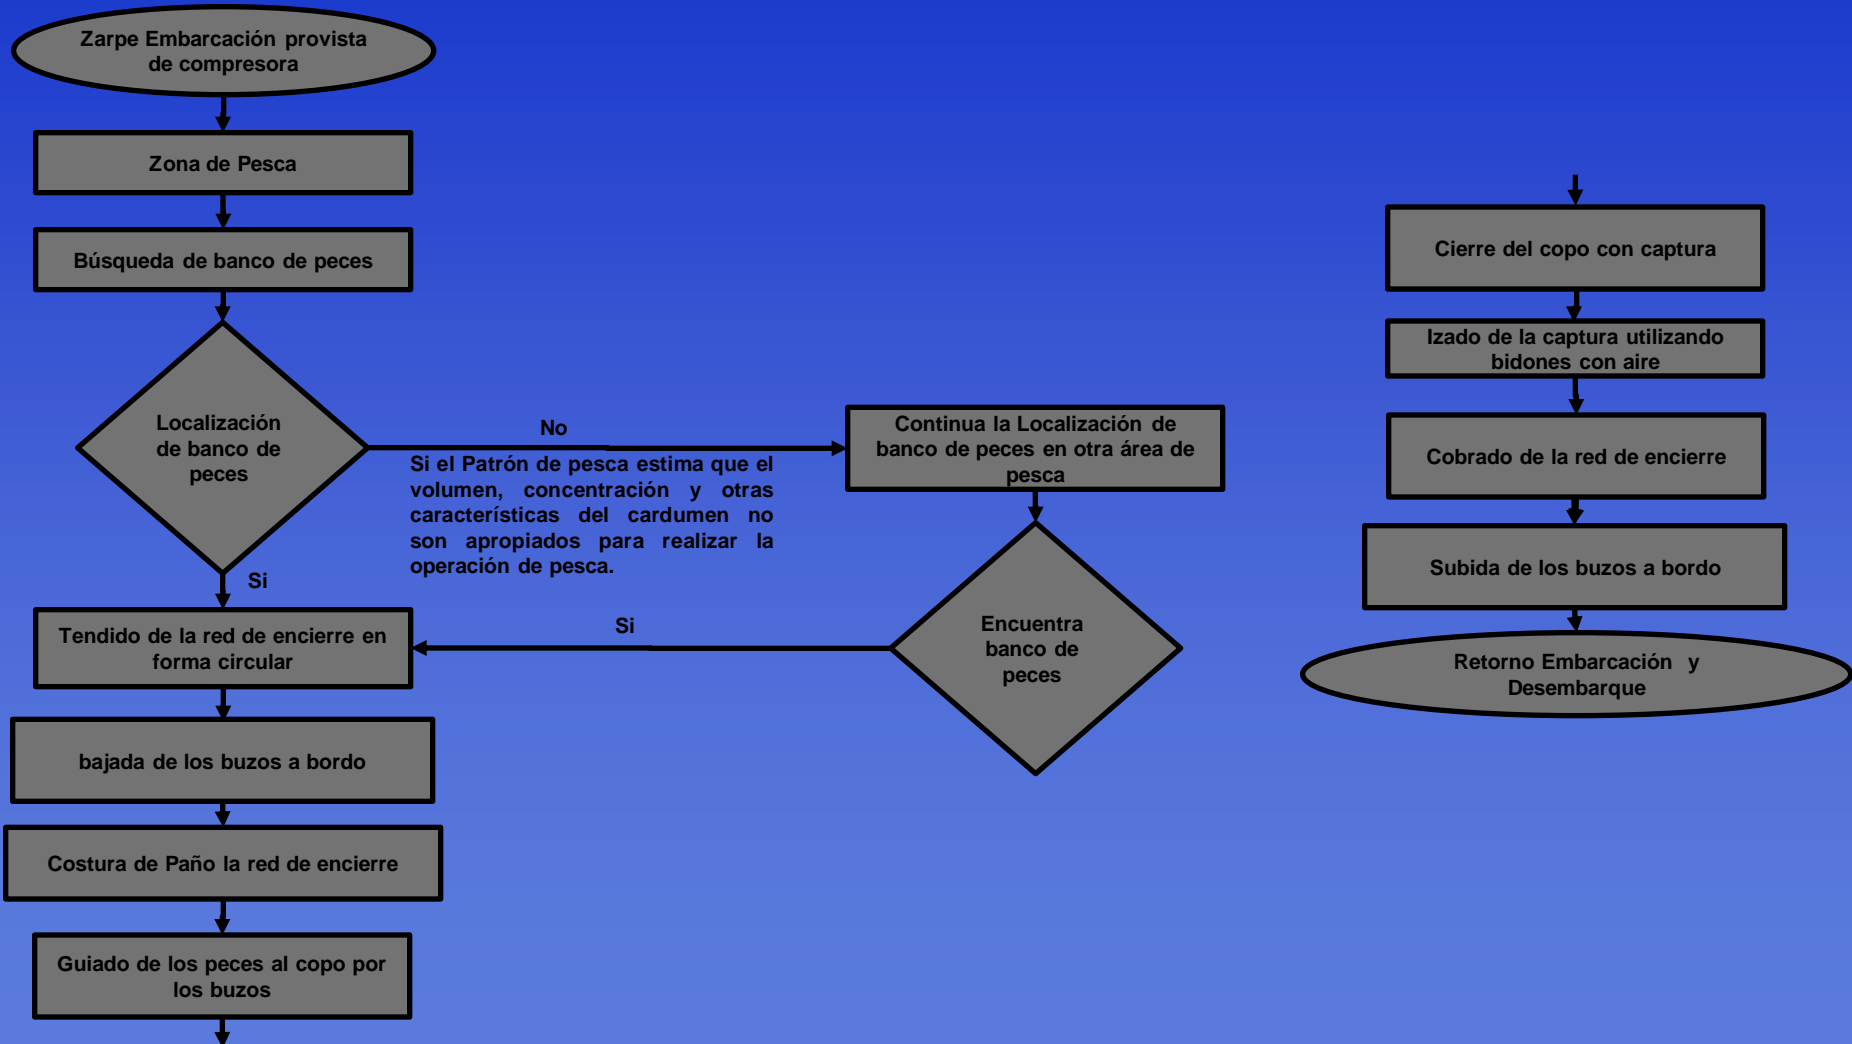 Zarpe Embarcación provista
de compresora
Zona de Pesca
Búsqueda de banco de peces
Localización
de banco de
peces
No
Si el Patrón de pesca estima que el
volumen, concentración y otras
características del cardumen no
son apropiados para realizar la
operación de pesca.
Continua la Localización de
banco de peces en otra área de
pesca
Si
Encuentra
banco de
peces
Si
Tendido de la red de encierre en
forma circular
bajada de los buzos a bordo
Costura de Paño la red de encierre
Guiado de los peces al copo por
los buzos
Cierre del copo con captura
Izado de la captura utilizando
bidones con aire
Cobrado de la red de encierre
Subida de los buzos a bordo
Retorno Embarcación y
Desembarque